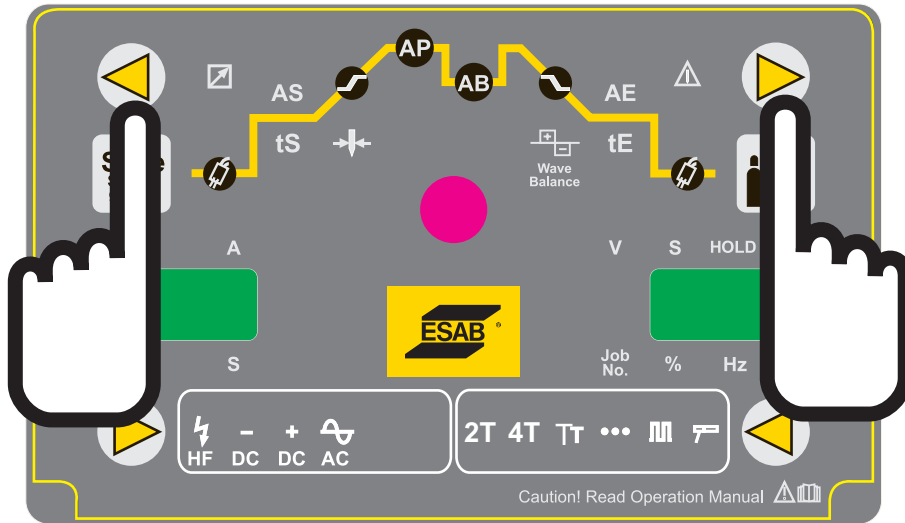 AP
AS
AB
AE
tS
tE
Wave
Balance
A
V S HOLD
ESAB
S
Job
No. % Hz
HF DC DC AC
2T 4T
Caution! Read Operation Manual